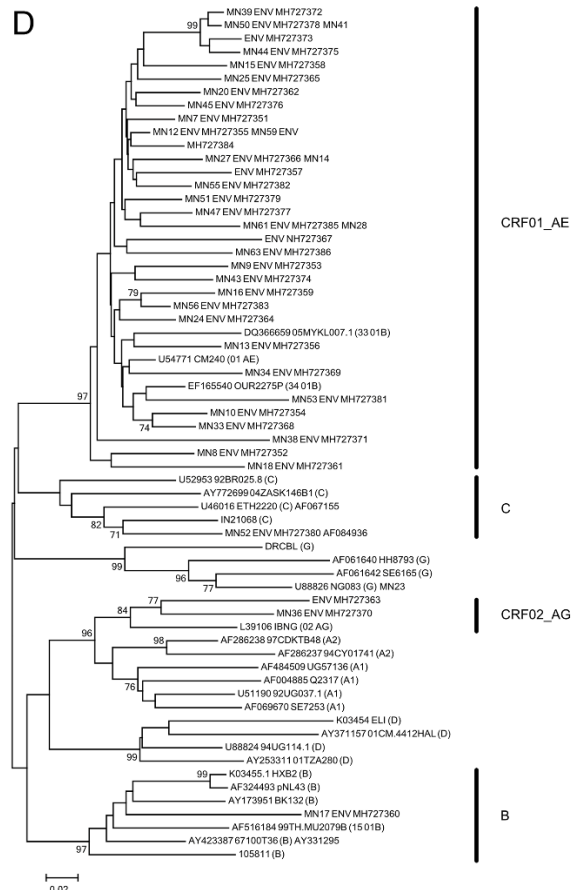 D
MN39 ENV MH727372
99
MN50 ENV MH727378 MN41
ENV MH727373
MN44 ENV MH727375
MN15 ENV MH727358
MN25 ENV MH727365
MN20 ENV MH727362
MN45 ENV MH727376
MN7 ENV MH727351
MN12 ENV MH727355 MN59 ENV
MH727384
MN27 ENV MH727366 MN14
ENV MH727357
MN55 ENV MH727382
MN51 ENV MH727379
MN47 ENV MH727377
MN61 ENV MH727385 MN28
CRF01_AE
ENV NH727367
MN63 ENV MH727386
MN9 ENV MH727353
MN43 ENV MH727374
79
MN16 ENV MH727359
MN56 ENV MH727383
MN24 ENV MH727364
DQ366659 05MYKL007.1 (33 01B)
MN13 ENV MH727356
U54771 CM240 (01 AE)
MN34 ENV MH727369
EF165540 OUR2275P (34 01B)
MN53 ENV MH727381
97
MN10 ENV MH727354
74
MN33 ENV MH727368
MN38 ENV MH727371
MN8 ENV MH727352
MN18 ENV MH727361
U52953 92BR025.8 (C)
AY772699 04ZASK146B1 (C)
U46016 ETH2220 (C) AF067155
C
82
IN21068 (C)
71
MN52 ENV MH727380 AF084936
DRCBL (G)
99
AF061640 HH8793 (G)
96
AF061642 SE6165 (G)
77
U88826 NG083 (G) MN23
77
ENV MH727363
84
MN36 ENV MH727370
CRF02_AG
L39106 IBNG (02 AG)
96
98
AF286238 97CDKTB48 (A2)
AF286237 94CY01741 (A2)
AF484509 UG57136 (A1)
76
AF004885 Q2317 (A1)
U51190 92UG037.1 (A1)
AF069670 SE7253 (A1)
K03454 ELI (D)
AY371157 01CM.4412HAL (D)
U88824 94UG114.1 (D)
99
AY253311 01TZA280 (D)
99
K03455.1 HXB2 (B)
AF324493 pNL43 (B)
AY173951 BK132 (B)
MN17 ENV MH727360
B
AF516184 99TH.MU2079B (15 01B)
AY423387 67100T36 (B) AY331295
97
105811 (B)
0.02